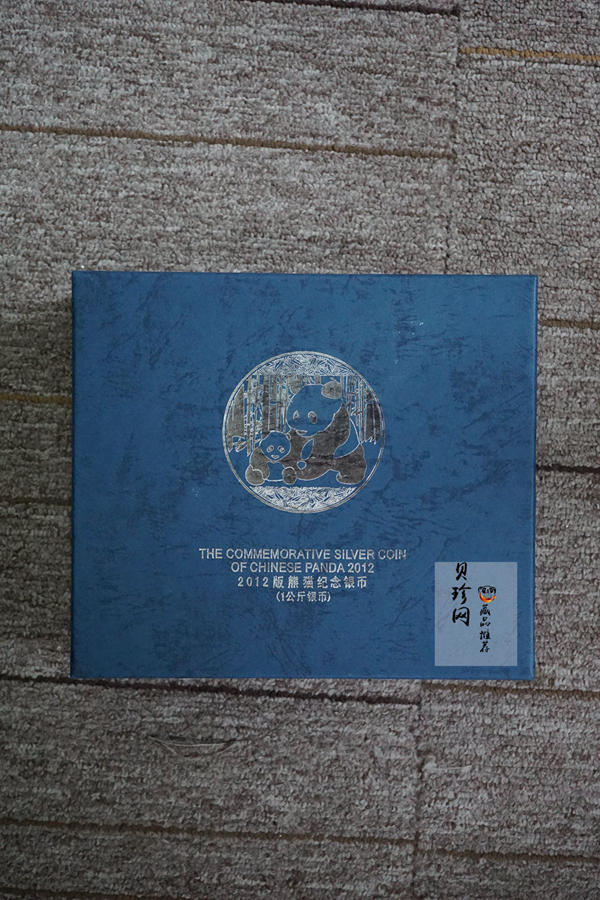 THE COMMEMORATIVE SILVER COIN
OF CHINESE PANDA 2012
2012版熊猫纪念银币
(1公斤银币)
贝珍网
藏品推荐